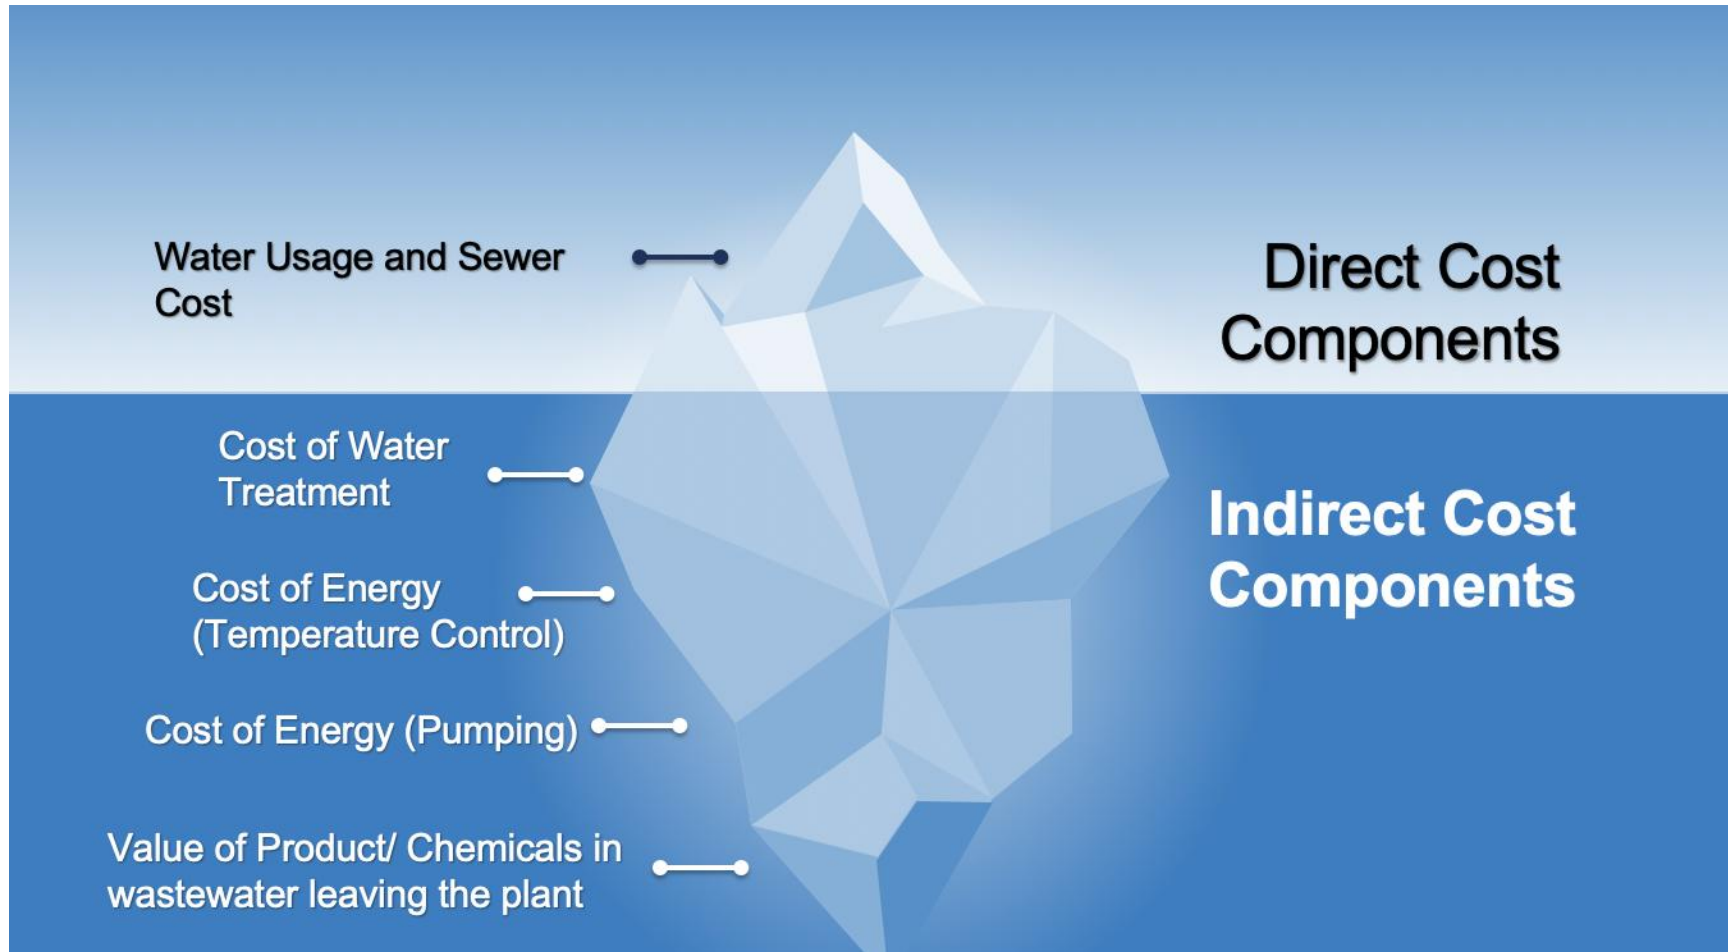 Water Usage and Sewer
Cost
Direct Cost
Components
Cost of Water
Treatment
Indirect Cost
Components
Cost of Energy
(Temperature Control)
Cost of Energy (Pumping)
Value of Product/ Chemicals in
wastewater leaving the plant